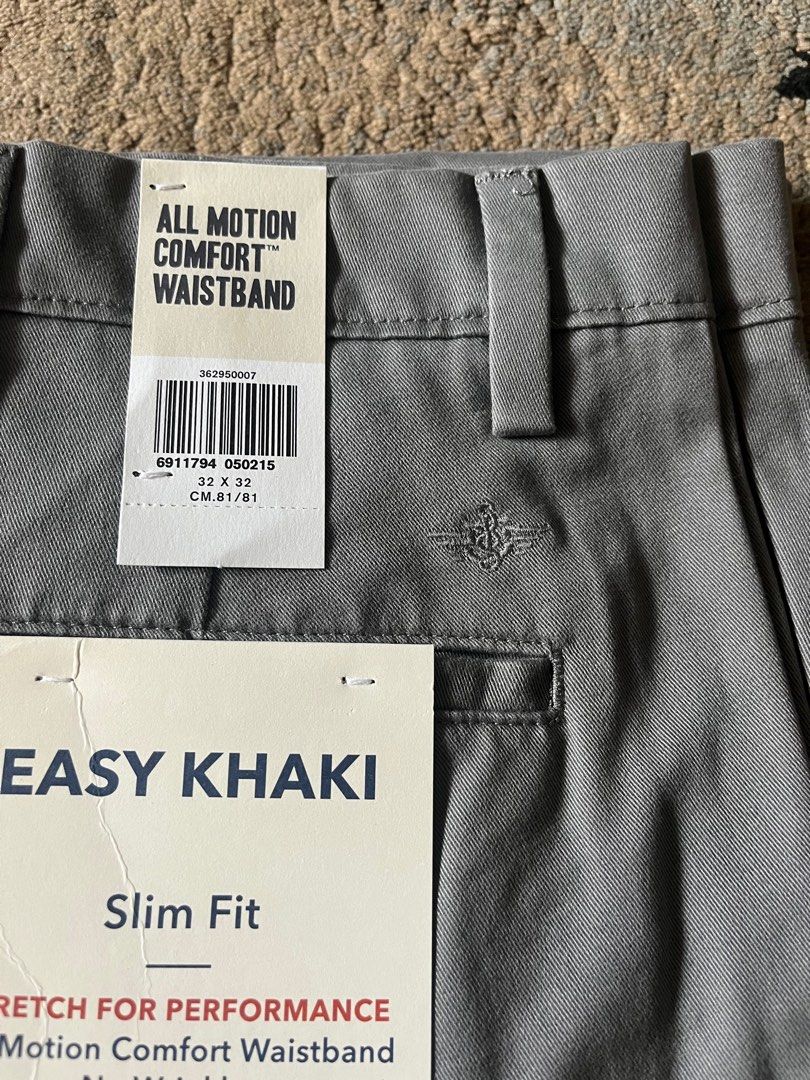 ALL MOTION
COMFORT™
WAISTBAND
362950007
6911794 050215
32 X 32
CM.81/81
EASY KHAKI
Slim Fit
RETCH FOR PERFORMANCE
Motion Comfort Waistband